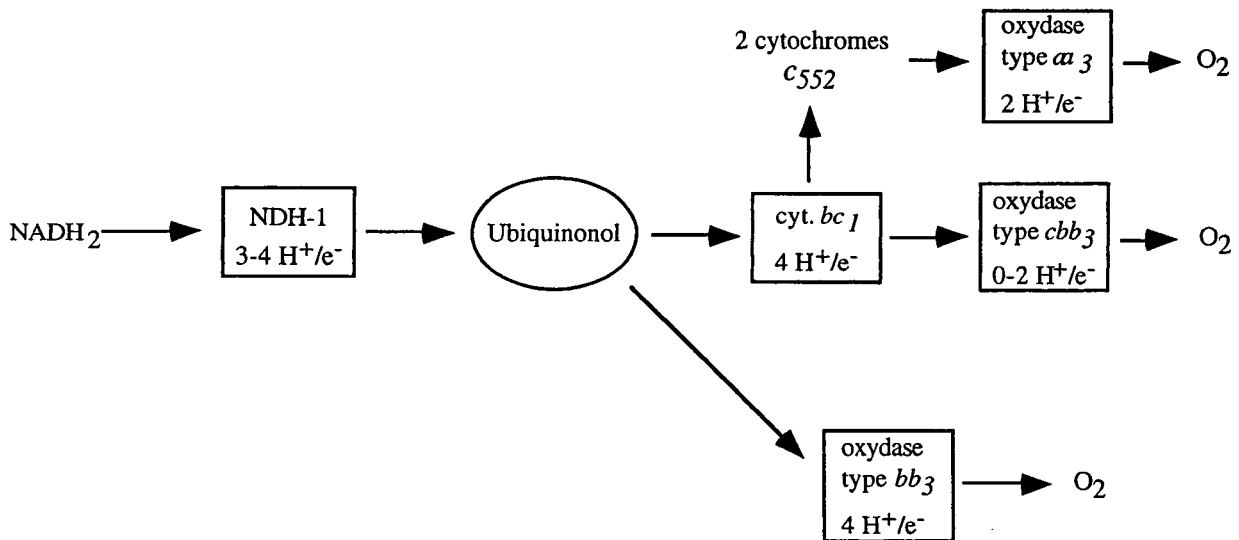 NADH2
NDH-1
3-4 H+/e-
Ubiquinonol
2 cytochromes
c552
oxydase
type aa3
2 H+/e-
O2
cyt. bc1
4 H+/e-
oxydase
type cbb3
0-2 H+/e-
O2
oxydase
type bb3
4 H+/e-
O2